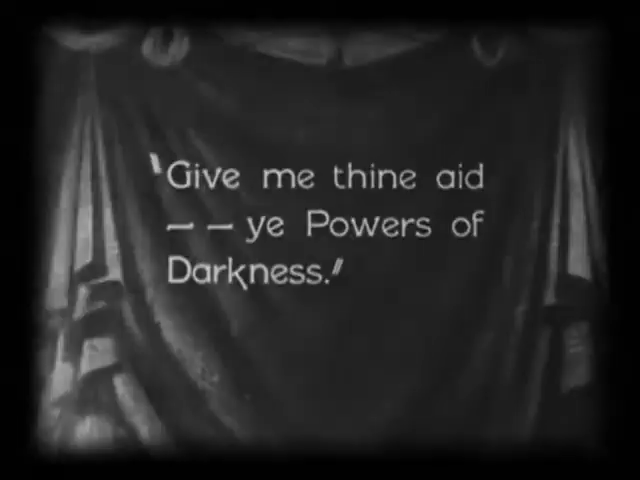 "Give me thine aid
— — ye Powers of
Darkness."